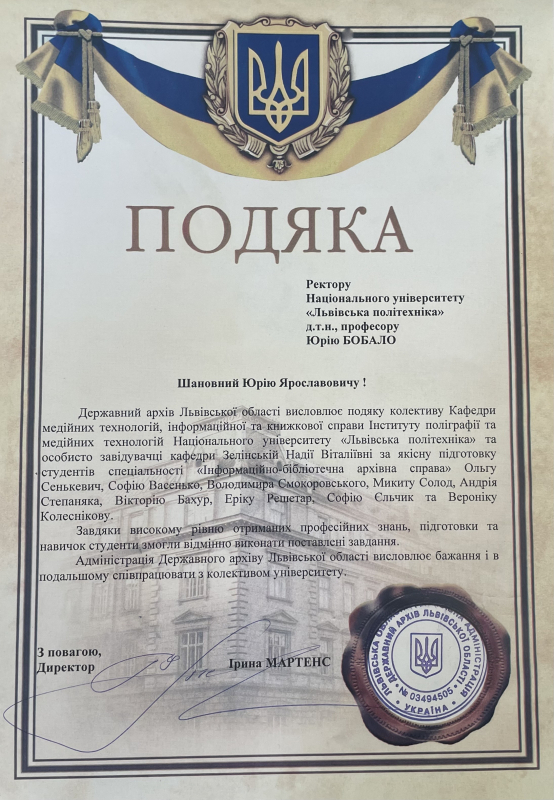 ПОДЯКА
Ректору
Національного університету
«Львівська політехніка»
д.т.н., професору
Юрію БОБАЛО
Шановний Юрію Ярославовичу !
Державний архів Львівської області висловлює подяку колективу Кафедри
медійних технологій, інформаційної та книжкової справи Інституту поліграфії та
медійних технологій Національного університету «Львівська політехніка» та
особисто завідувачці кафедри Зелінській Надії Віталіївні за якісну підготовку
студентів спеціальності «Інформаційно-бібліотечна архівна справа» Ольгу
Сенькевич, Софію Васенько, Володимира Смокоровського, Микиту Солод, Андрія
Степаняка, Вікторію Бахур, Еріку Решетар, Софію Єльчик та Вероніку
Колеснікову.
Завдяки високому рівню отриманих професійних знань, підготовки та
навичок студенти змогли відмінно виконати поставлені завдання.
Адміністрація Державного архіву Львівської області висловлює бажання і в
подальшому співпрацювати з колективом університету.
З повагою,
Директор
Ірина МАРТЕНС
ДЕРЖАВНИЙ АРХІВ ЛЬВІВСЬКОЇ ОБЛАСТІ
№ 03494505
УКРАЇНА